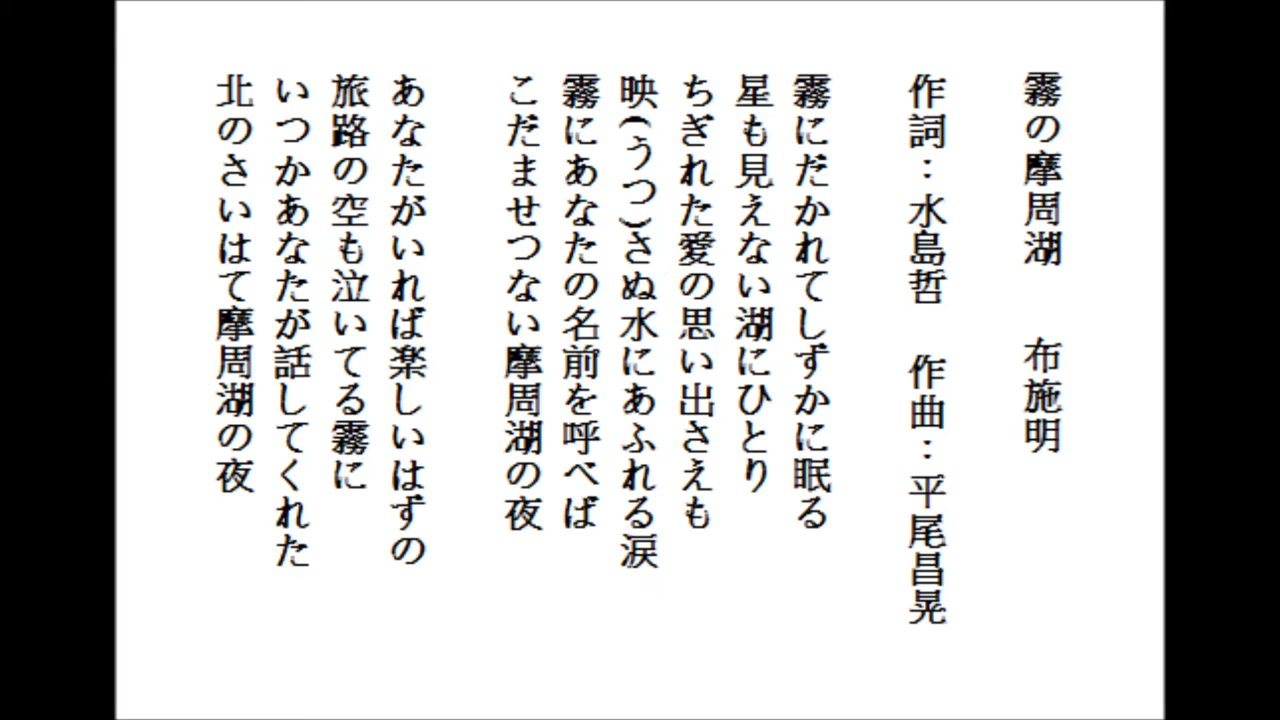 霧の摩周湖　布施明
作詞：水島哲　作曲：平尾昌晃
霧にだかれてしずかに眠る
星も見えない湖にひとり
ちぎれた愛の思い出さえも
映(うつ)さぬ水にあふれる涙
霧にあなたの名前を呼べば
こだませつない摩周湖の夜
あなたがいれば楽しいはずの
旅路の空も泣いてる霧に
いつかあなたが話してくれた
北のさいはて摩周湖の夜